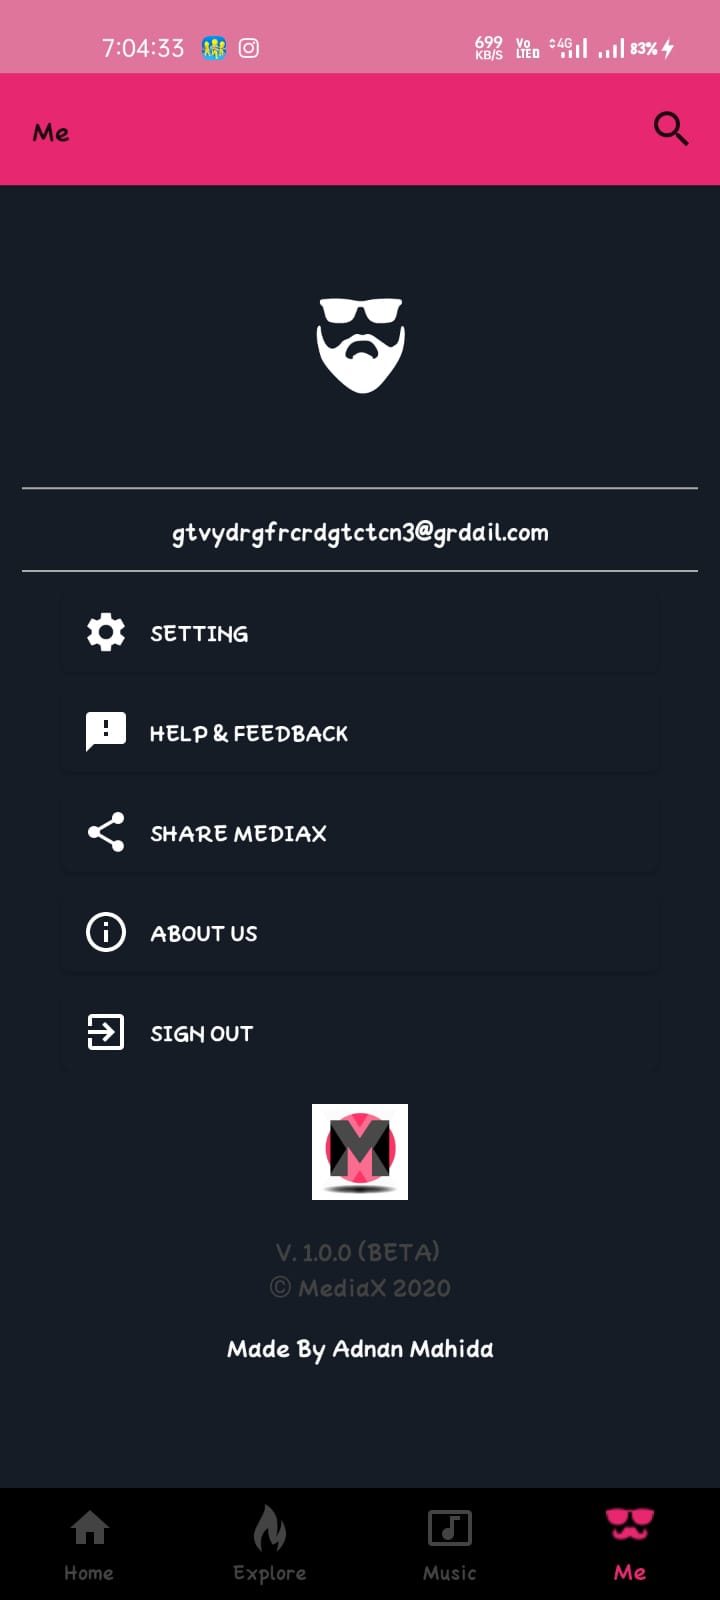 7:04:33
699
KB/S
Vo
LTE
4G
83%
Me
gtvydrgfrcrdgtctcn3@grdail.com
SETTING
HELP & FEEDBACK
SHARE MEDIAX
ABOUT US
SIGN OUT
M
V. 1.0.0 (BETA)
© MediaX 2020
Made By Adnan Mahida
Home
Explore
Music
Me